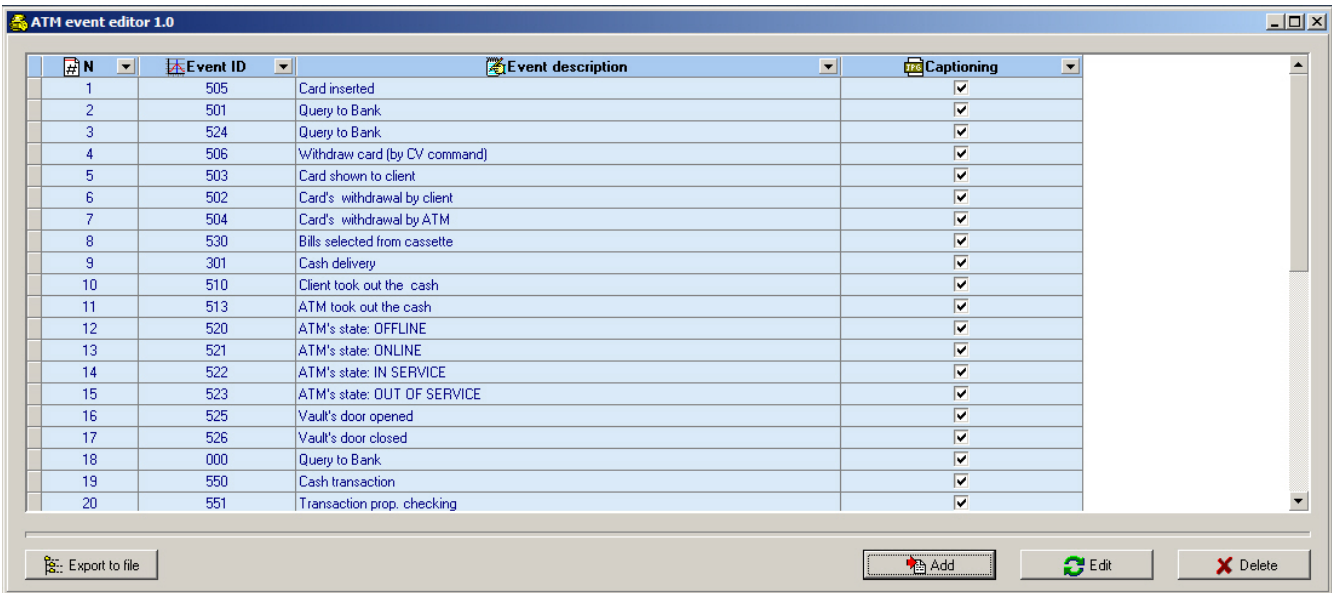 ATM event editor 1.0
# N Event ID Event description JPG Captioning
1 505 Card inserted
2 501 Query to Bank
3 524 Query to Bank
4 506 Withdraw card (by CV command)
5 503 Card shown to client
6 502 Card's  withdrawal by client
7 504 Card's  withdrawal by ATM
8 530 Bills selected from cassette
9 301 Cash delivery
10 510 Client took out the  cash
11 513 ATM took out the cash
12 520 ATM's state: OFFLINE
13 521 ATM's state: ONLINE
14 522 ATM's state: IN SERVICE
15 523 ATM's state: OUT OF SERVICE
16 525 Vault's door opened
17 526 Vault's door closed
18 000 Query to Bank
19 550 Cash transaction
20 551 Transaction prop. checking
Export to file Add Edit Delete